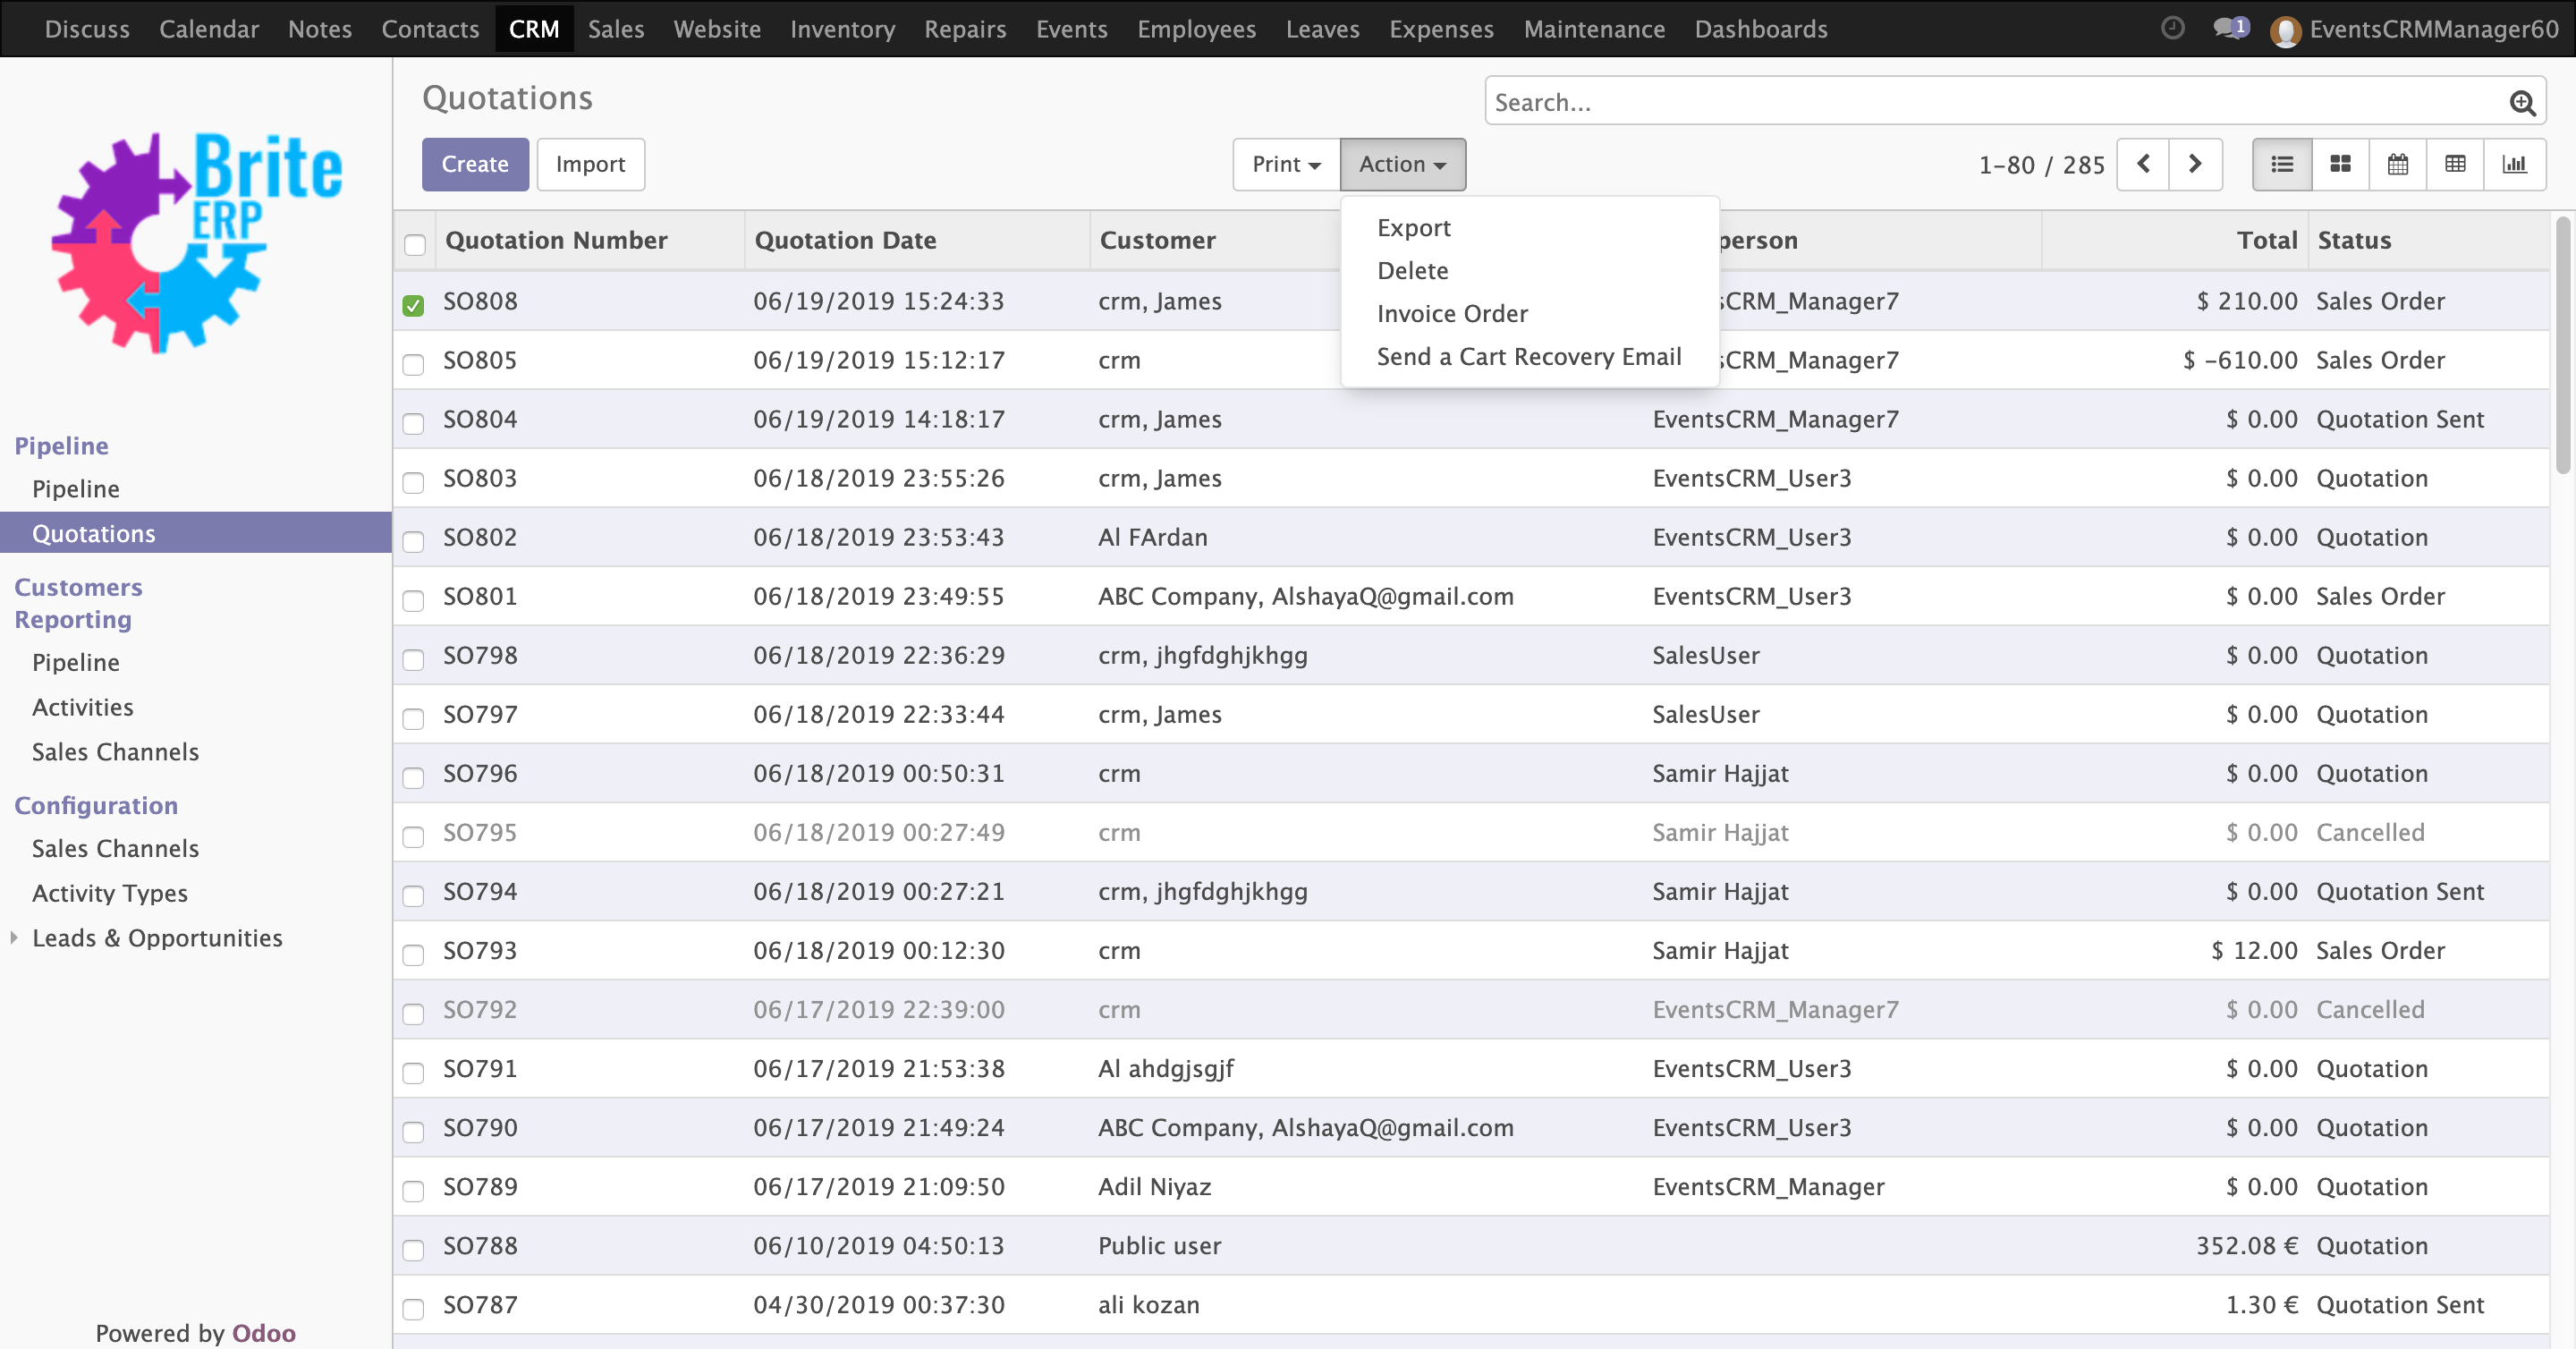 Discuss Calendar Notes Contacts CRM Sales Website Inventory Repairs Events Employees Leaves Expenses Maintenance Dashboards 1 EventsCRMManager60
Brite
ERP
Pipeline
Pipeline
Quotations
Customers
Reporting
Pipeline
Activities
Sales Channels
Configuration
Sales Channels
Activity Types
Leads & Opportunities
Powered by Odoo
Quotations
Search...
Create Import Print Action 1-80 / 285
Export
Delete
Invoice Order
Send a Cart Recovery Email
Quotation Number Quotation Date Customer person Total Status
SO808 06/19/2019 15:24:33 crm, James sCRM_Manager7 $ 210.00 Sales Order
SO805 06/19/2019 15:12:17 crm sCRM_Manager7 $ -610.00 Sales Order
SO804 06/19/2019 14:18:17 crm, James EventsCRM_Manager7 $ 0.00 Quotation Sent
SO803 06/18/2019 23:55:26 crm, James EventsCRM_User3 $ 0.00 Quotation
SO802 06/18/2019 23:53:43 Al FArdan EventsCRM_User3 $ 0.00 Quotation
SO801 06/18/2019 23:49:55 ABC Company, AlshayaQ@gmail.com EventsCRM_User3 $ 0.00 Sales Order
SO798 06/18/2019 22:36:29 crm, jhgfdghjkhgg SalesUser $ 0.00 Quotation
SO797 06/18/2019 22:33:44 crm, James SalesUser $ 0.00 Quotation
SO796 06/18/2019 00:50:31 crm Samir Hajjat $ 0.00 Quotation
SO795 06/18/2019 00:27:49 crm Samir Hajjat $ 0.00 Cancelled
SO794 06/18/2019 00:27:21 crm, jhgfdghjkhgg Samir Hajjat $ 0.00 Quotation Sent
SO793 06/18/2019 00:12:30 crm Samir Hajjat $ 12.00 Sales Order
SO792 06/17/2019 22:39:00 crm EventsCRM_Manager7 $ 0.00 Cancelled
SO791 06/17/2019 21:53:38 Al ahdgjsgjf EventsCRM_User3 $ 0.00 Quotation
SO790 06/17/2019 21:49:24 ABC Company, AlshayaQ@gmail.com EventsCRM_User3 $ 0.00 Quotation
SO789 06/17/2019 21:09:50 Adil Niyaz EventsCRM_Manager $ 0.00 Quotation
SO788 06/10/2019 04:50:13 Public user 352.08 € Quotation
SO787 04/30/2019 00:37:30 ali kozan 1.30 € Quotation Sent